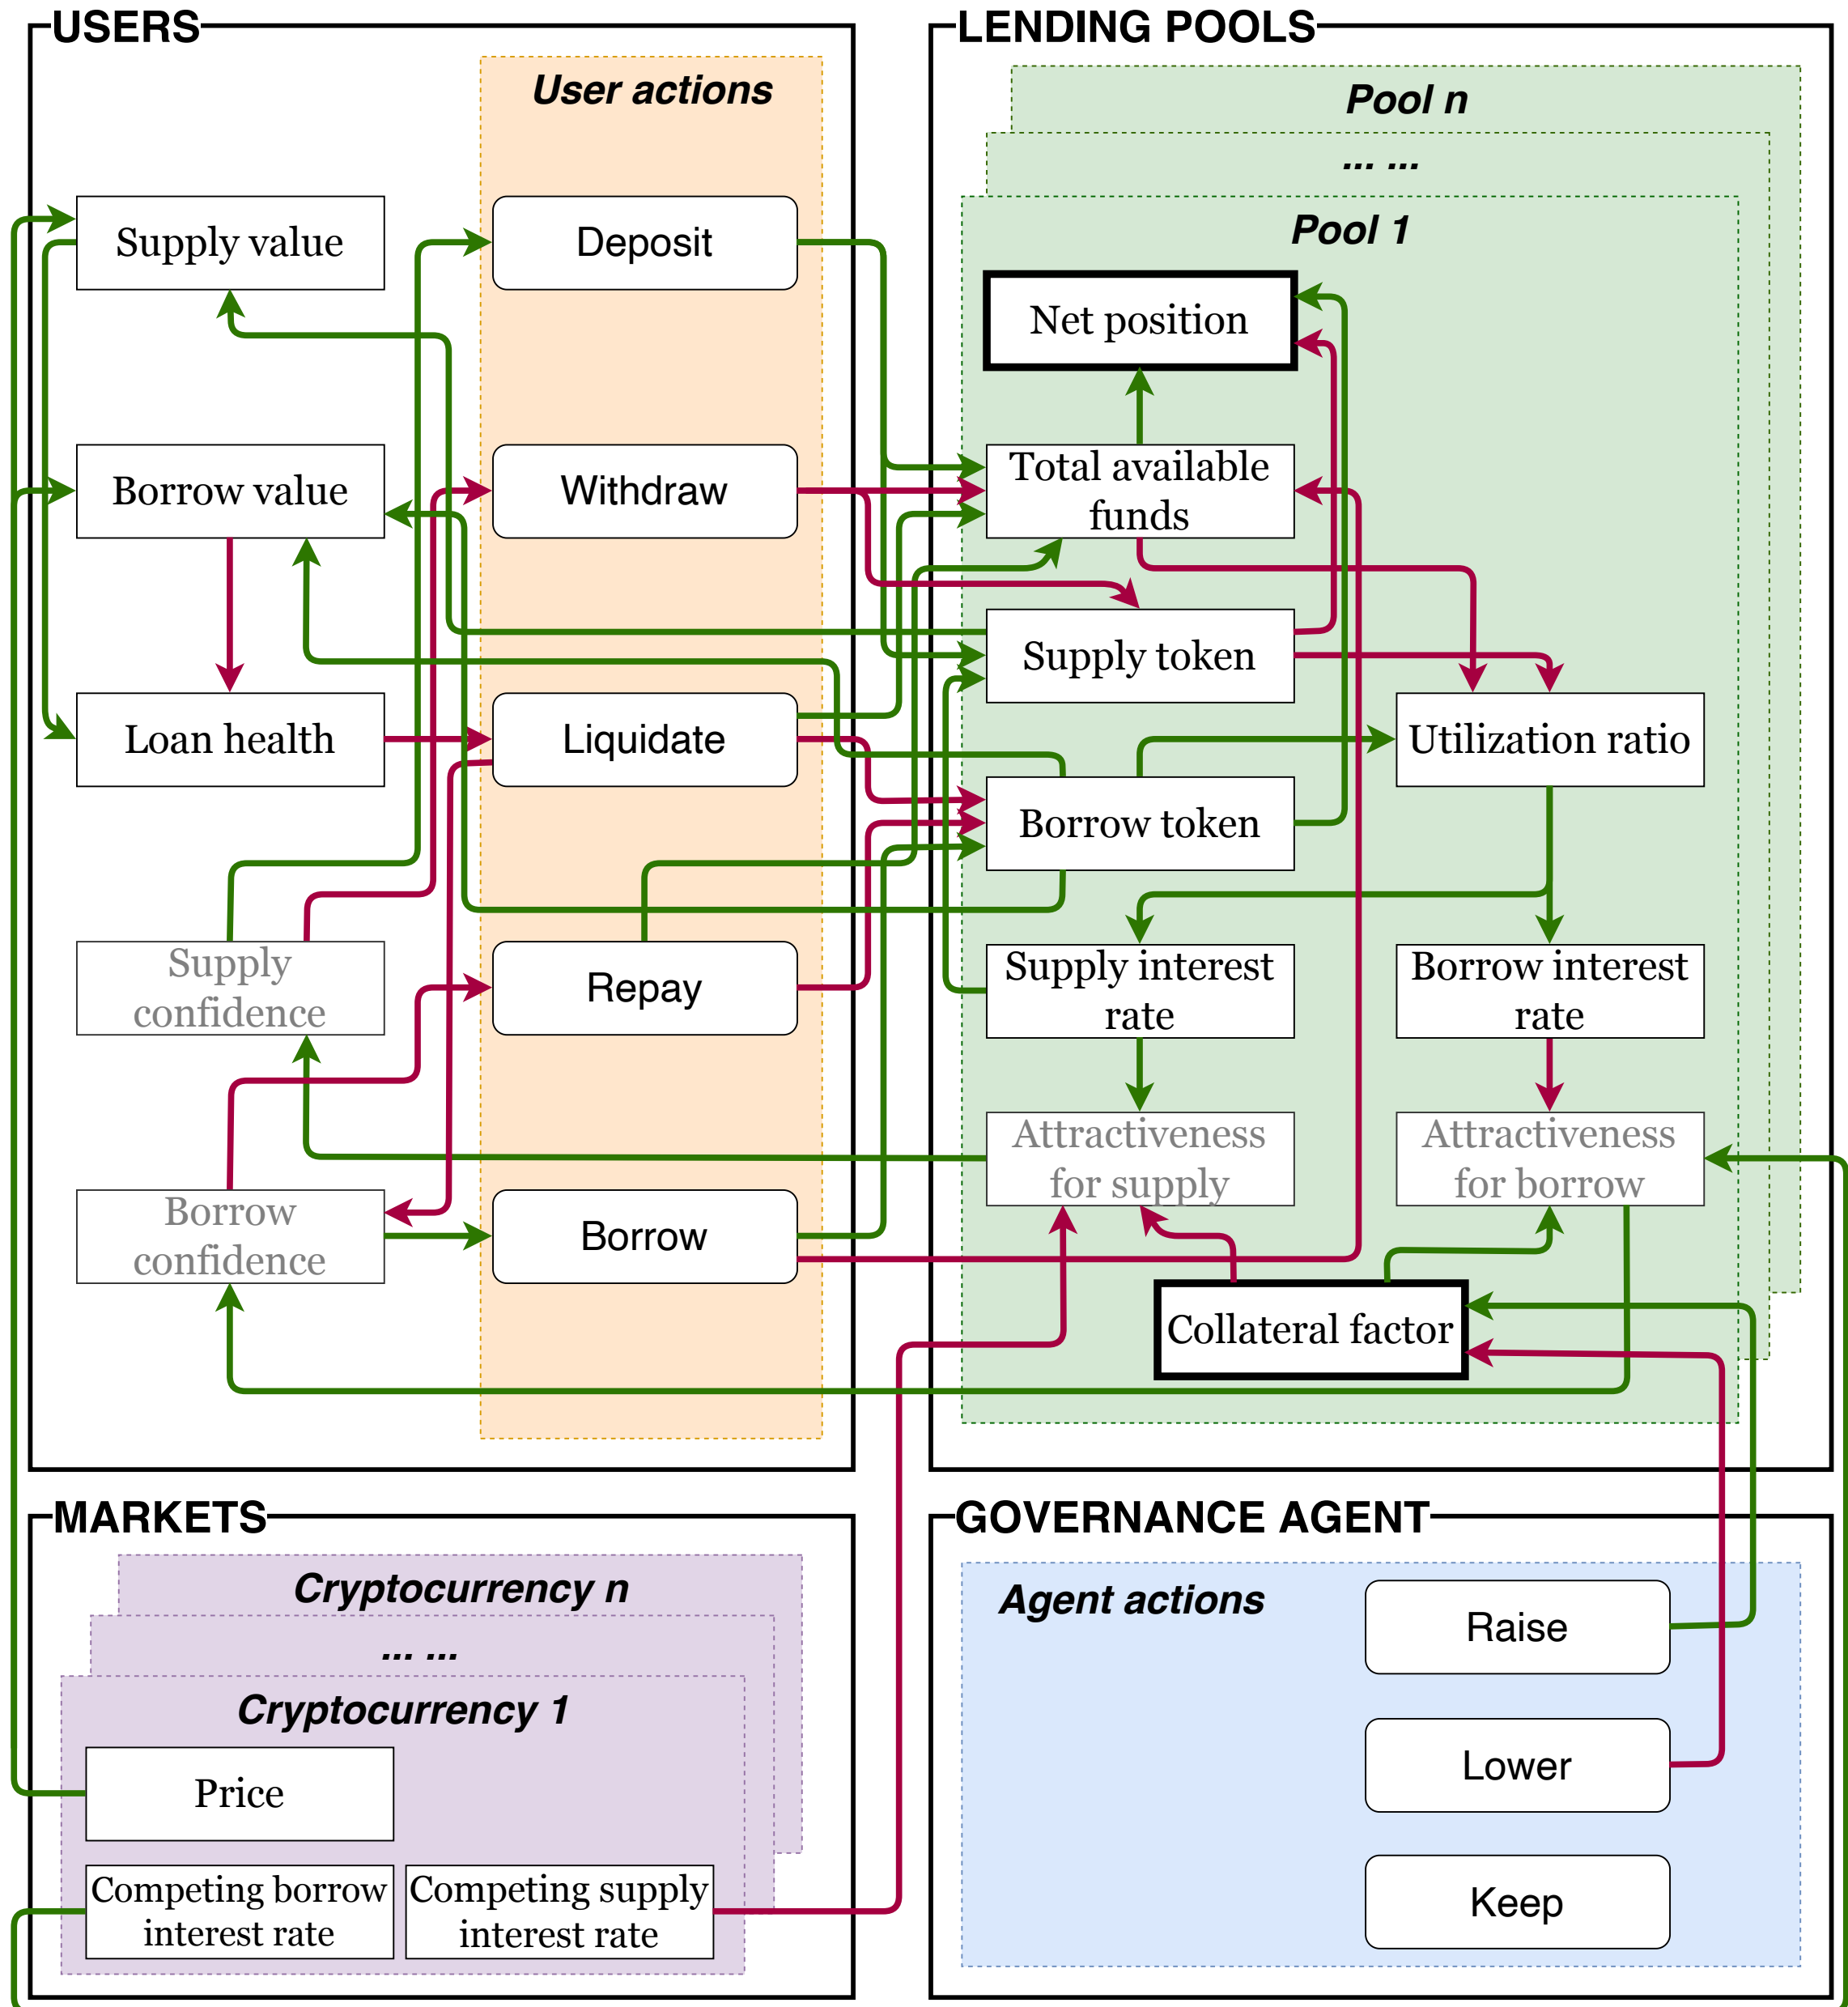 USERS
User actions
Supply value
Deposit
Borrow value
Withdraw
Loan health
Liquidate
Supply
confidence
Repay
Borrow
confidence
Borrow
LENDING POOLS
Pool n
... ...
Pool 1
Net position
Total available
funds
Supply token
Utilization ratio
Borrow token
Supply interest
rate
Borrow interest
rate
Attractiveness
for supply
Attractiveness
for borrow
Collateral factor
MARKETS
Cryptocurrency n
... ...
Cryptocurrency 1
Price
Competing borrow
interest rate
Competing supply
interest rate
GOVERNANCE AGENT
Agent actions
Raise
Lower
Keep